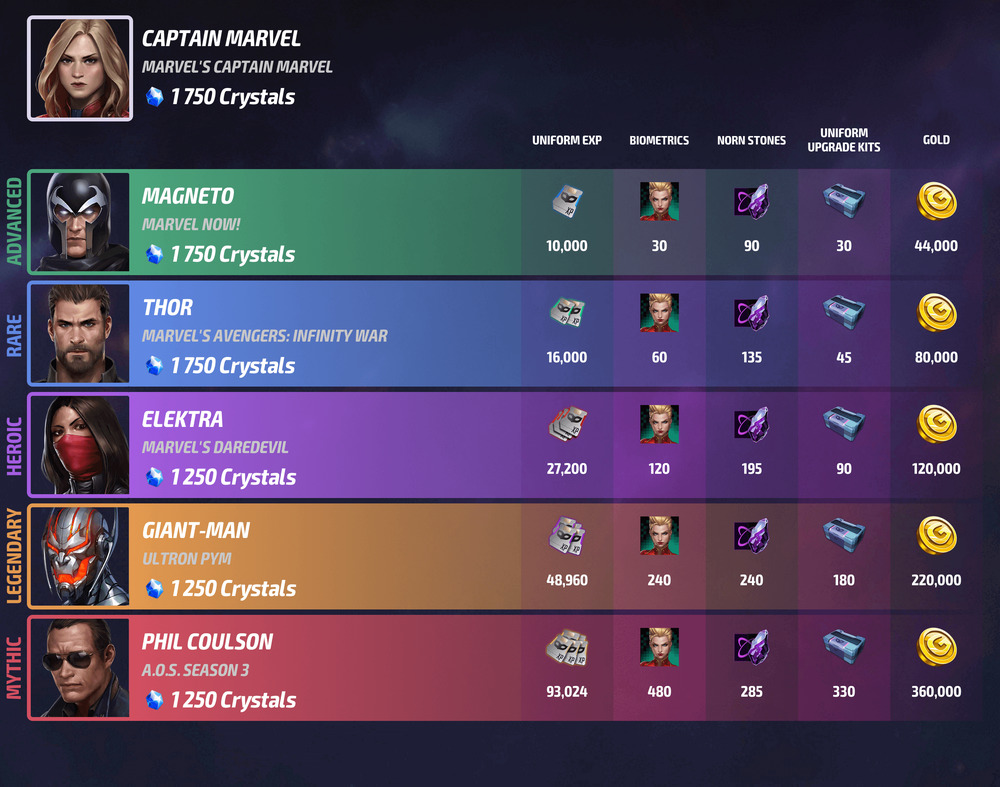 CAPTAIN MARVEL
MARVEL'S CAPTAIN MARVEL
1 750 Crystals
UNIFORM EXP
BIOMETRICS
NORN STONES
UNIFORM
UPGRADE KITS
GOLD
ADVANCED
MAGNETO
MARVEL NOW!
1 750 Crystals
10,000
30
90
30
44,000
RARE
THOR
MARVEL'S AVENGERS: INFINITY WAR
1 750 Crystals
16,000
60
135
45
80,000
HEROIC
ELEKTRA
MARVEL'S DAREDEVIL
1 250 Crystals
27,200
120
195
90
120,000
LEGENDARY
GIANT-MAN
ULTRON PYM
1 250 Crystals
48,960
240
240
180
220,000
MYTHIC
PHIL COULSON
A.O.S. SEASON 3
1 250 Crystals
93,024
480
285
330
360,000